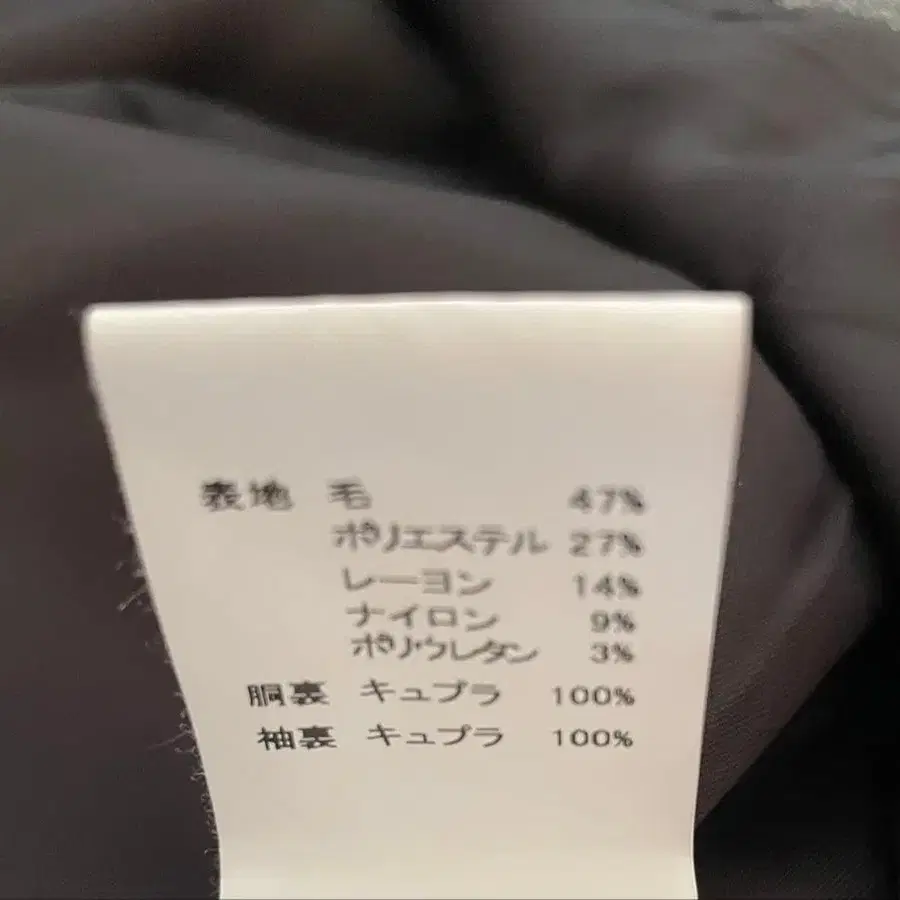 表地 毛 47%
ポリエステル 27%
レーヨン 14%
ナイロン 9%
ポリウレタン 3%
胴裏 キュプラ 100%
袖裏 キュプラ 100%